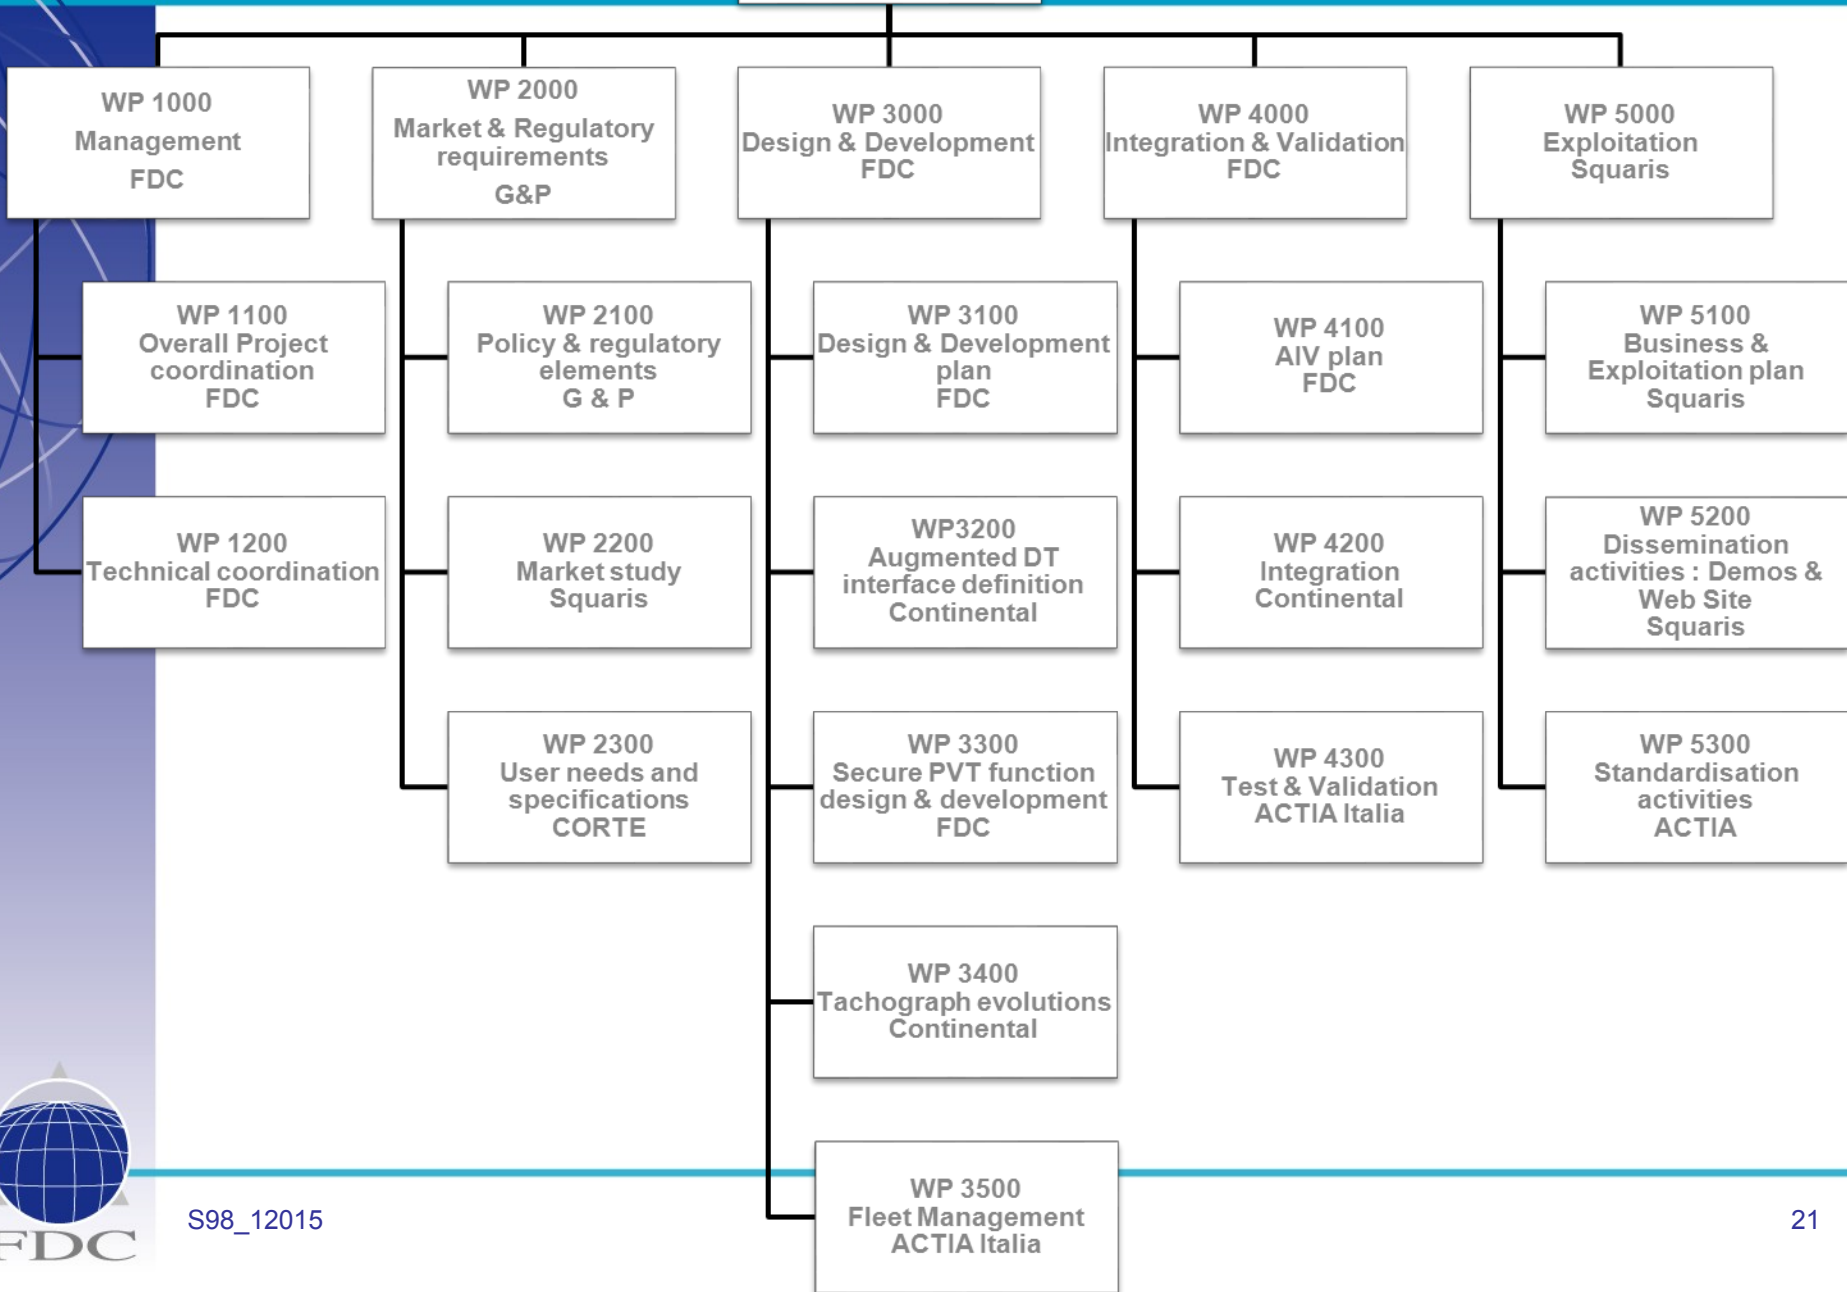 WP 1000
Management
FDC
WP 2000
Market & Regulatory
requirements
G&P
WP 3000
Design & Development
FDC
WP 4000
Integration & Validation
FDC
WP 5000
Exploitation
Squaris
WP 1100
Overall Project
coordination
FDC
WP 2100
Policy & regulatory
elements
G & P
WP 3100
Design & Development
plan
FDC
WP 4100
AIV plan
FDC
WP 5100
Business &
Exploitation plan
Squaris
WP 1200
Technical coordination
FDC
WP 2200
Market study
Squaris
WP3200
Augmented DT
interface definition
Continental
WP 4200
Integration
Continental
WP 5200
Dissemination
activities : Demos &
Web Site
Squaris
WP 2300
User needs and
specifications
CORTE
WP 3300
Secure PVT function
design & development
FDC
WP 4300
Test & Validation
ACTIA Italia
WP 5300
Standardisation
activities
ACTIA
WP 3400
Tachograph evolutions
Continental
WP 3500
Fleet Management
ACTIA Italia
FDC
S98_12015
21